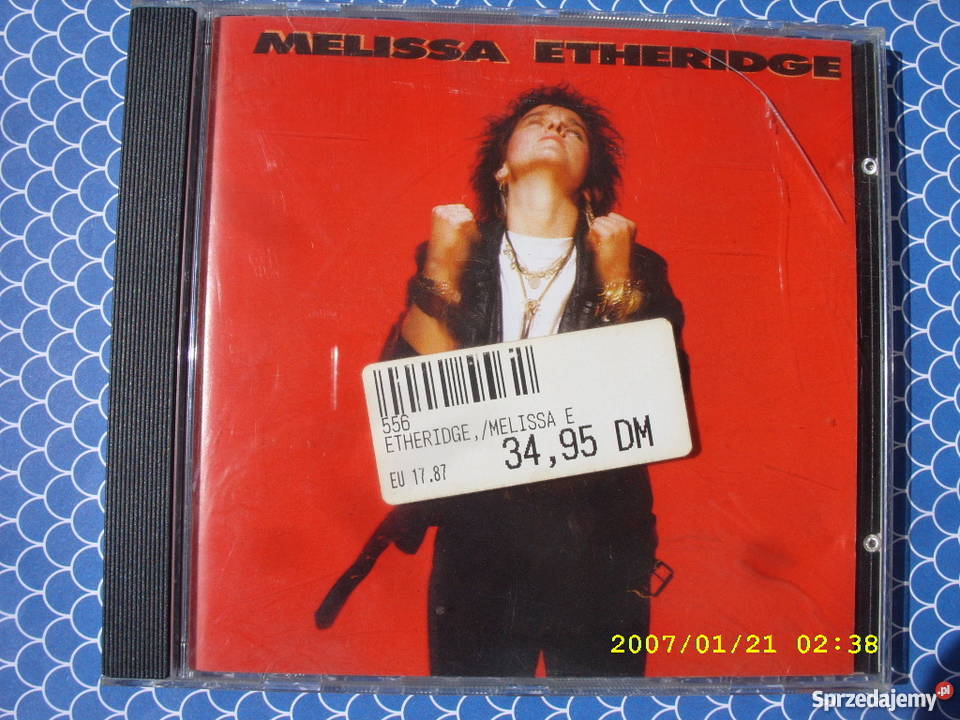 MELISSA ETHERIDGE
556
ETHERIDGE,/MELISSA E
34,95 DM
EU 17.87
2007/01/21 02:38
Sprzedajemy.pl